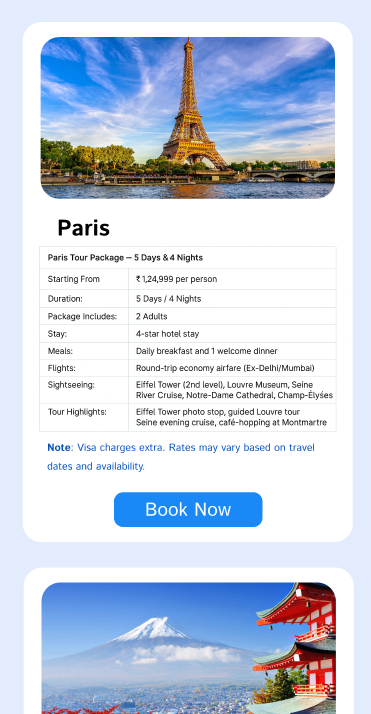 Paris
Paris Tour Package – 5 Days & 4 Nights
Starting From ₹1,24,999 per person
Duration: 5 Days / 4 Nights
Package Includes: 2 Adults
Stay: 4-star hotel stay
Meals: Daily breakfast and 1 welcome dinner
Flights: Round-trip economy airfare (Ex-Delhi/Mumbai)
Sightseeing: Eiffel Tower (2nd level), Louvre Museum, Seine
River Cruise, Notre-Dame Cathedral, Champ-Élyśes
Tour Highlights: Eiffel Tower photo stop, guided Louvre tour
Seine evening cruise, café-hopping at Montmartre
Note: Visa charges extra. Rates may vary based on travel
dates and availability.
Book Now